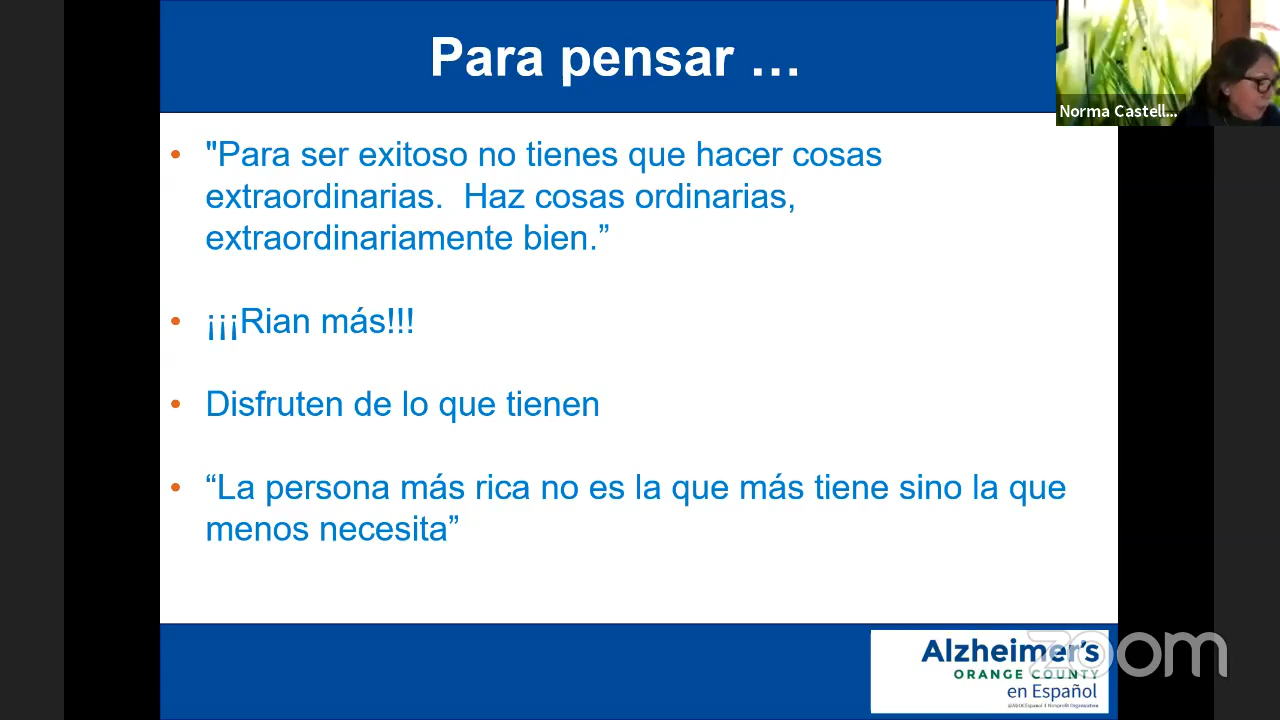 Para pensar ...
Norma Castell...
• "Para ser exitoso no tienes que hacer cosas
extraordinarias.  Haz cosas ordinarias,
extraordinariamente bien.”
• ¡¡¡Rian más!!!
• Disfruten de lo que tienen
• “La persona más rica no es la que más tiene sino la que
menos necesita”
Alzheimer's
ORANGE COUNTY
en Español
zoom